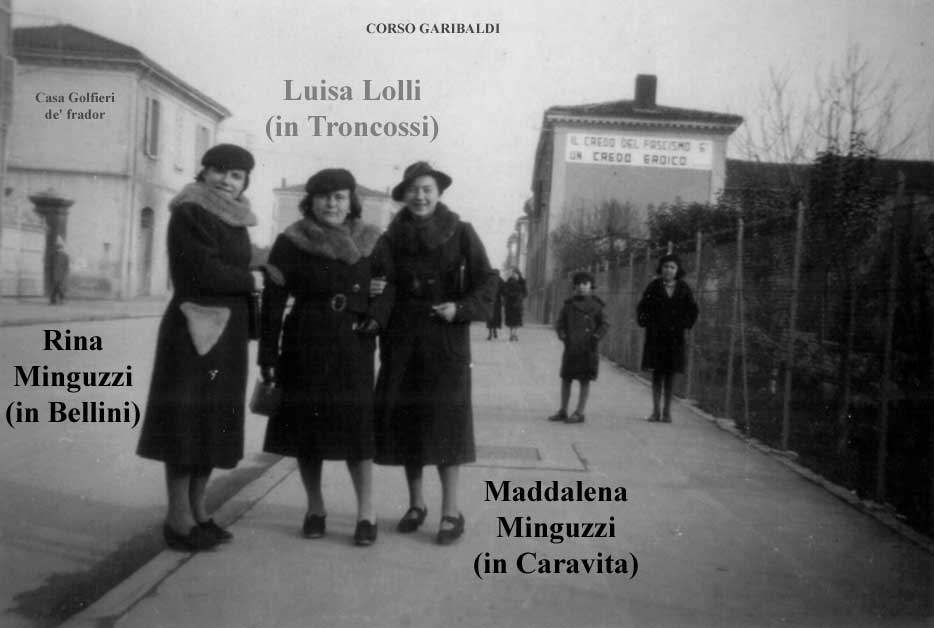 CORSO GARIBALDI
Casa Golfieri
de' frador
Luisa Lolli
(in Troncossi)
IL CREDO DEL FASCISMO E'
UN CREDO EROICO
Rina
Minguzzi
(in Bellini)
Maddalena
Minguzzi
(in Caravita)